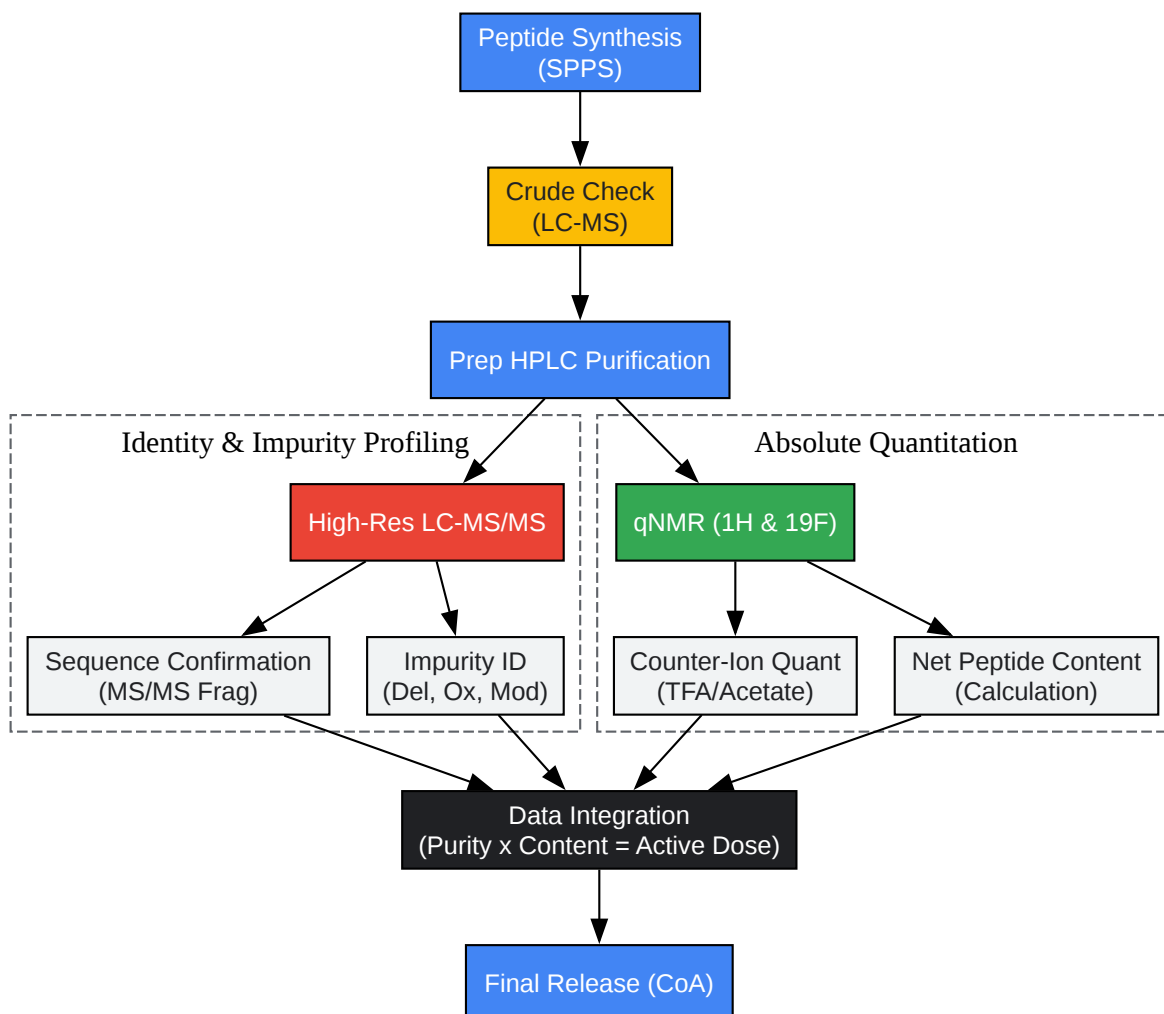 Peptide Synthesis
(SPPS)
Crude Check
(LC-MS)
Prep HPLC Purification
Identity & Impurity Profiling
Absolute Quantitation
High-Res LC-MS/MS
qNMR (1H & 19F)
Sequence Confirmation
(MS/MS Frag)
Impurity ID
(Del, Ox, Mod)
Counter-Ion Quant
(TFA/Acetate)
Net Peptide Content
(Calculation)
Data Integration
(Purity x Content = Active Dose)
Final Release (CoA)